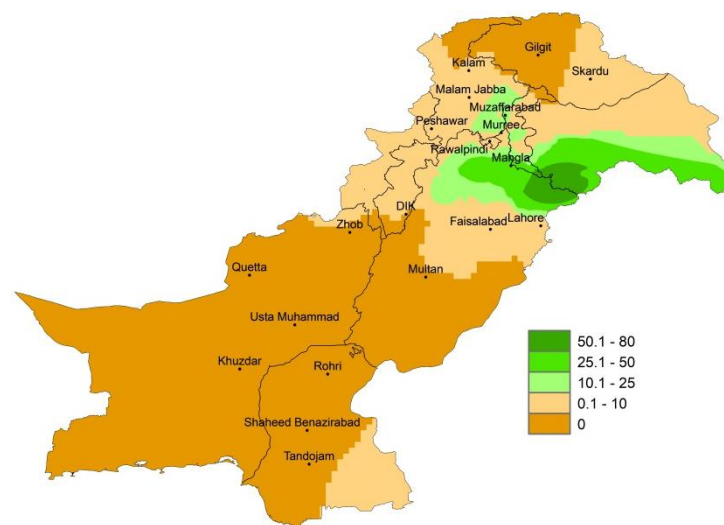 Gilgit
Kalam
Skardu
Malam Jabba
Muzaffarabad
Peshawar
Murree
Rawalpindi
Mangla
DIK
Zhob
Faisalabad
Lahore
Quetta
Multan
Usta Muhammad
Khuzdar
Rohri
Shaheed Benazirabad
Tandojam
50.1 - 80
25.1 - 50
10.1 - 25
0.1 - 10
0